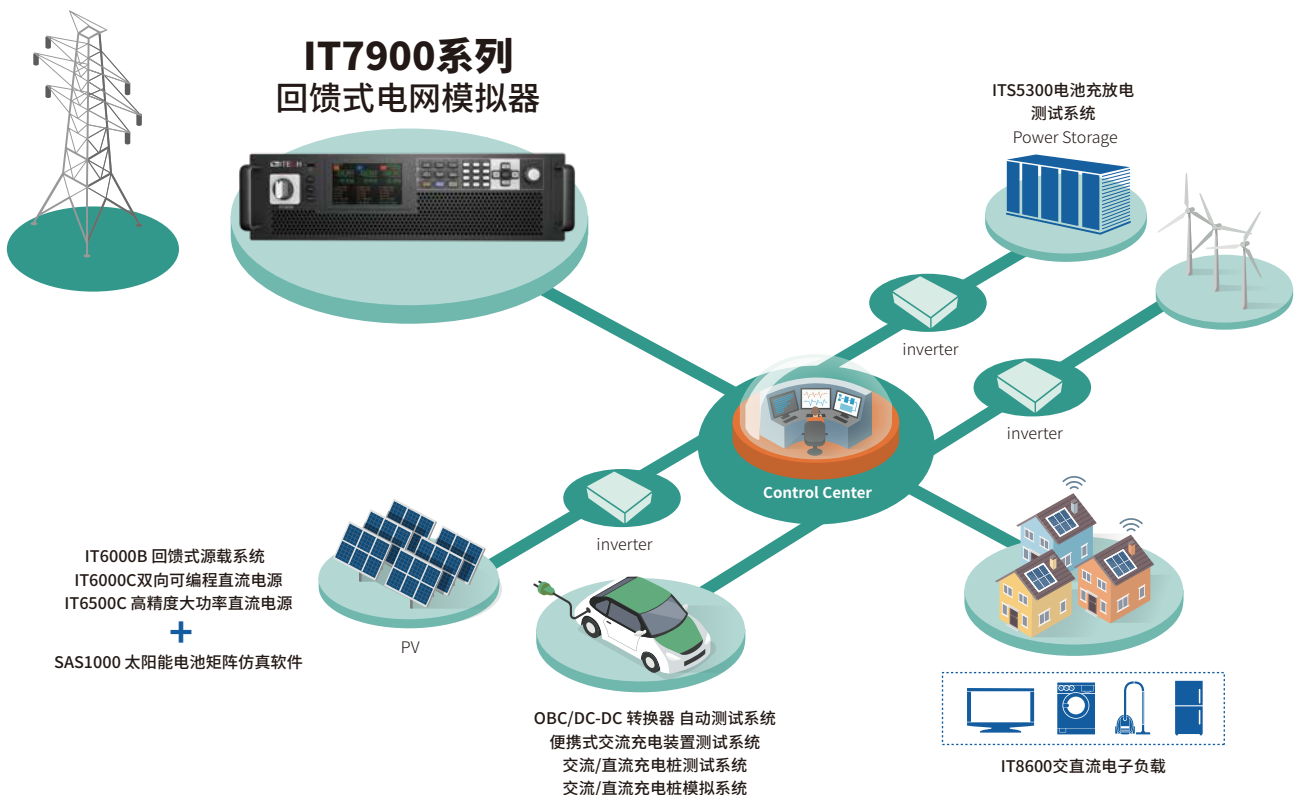 IT7900系列
回馈式电网模拟器
ITECH
ITS5300电池充放电
测试系统
Power Storage
inverter
inverter
Control Center
inverter
IT6000B 回馈式源载系统
IT6000C双向可编程直流电源
IT6500C 高精度大功率直流电源
+
SAS1000 太阳能电池矩阵仿真软件
PV
OBC/DC-DC 转换器 自动测试系统
便携式交流充电装置测试系统
交流/直流充电桩测试系统
交流/直流充电桩模拟系统
IT8600交直流电子负载